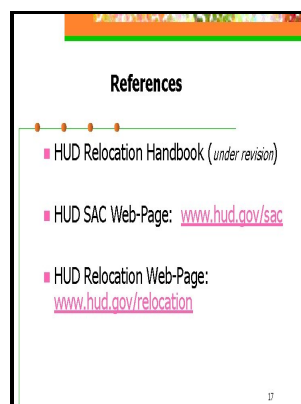 References
HUD Relocation Handbook (under revision)
HUD SAC Web-Page: www.hud.gov/sac
HUD Relocation Web-Page:
www.hud.gov/relocation
17